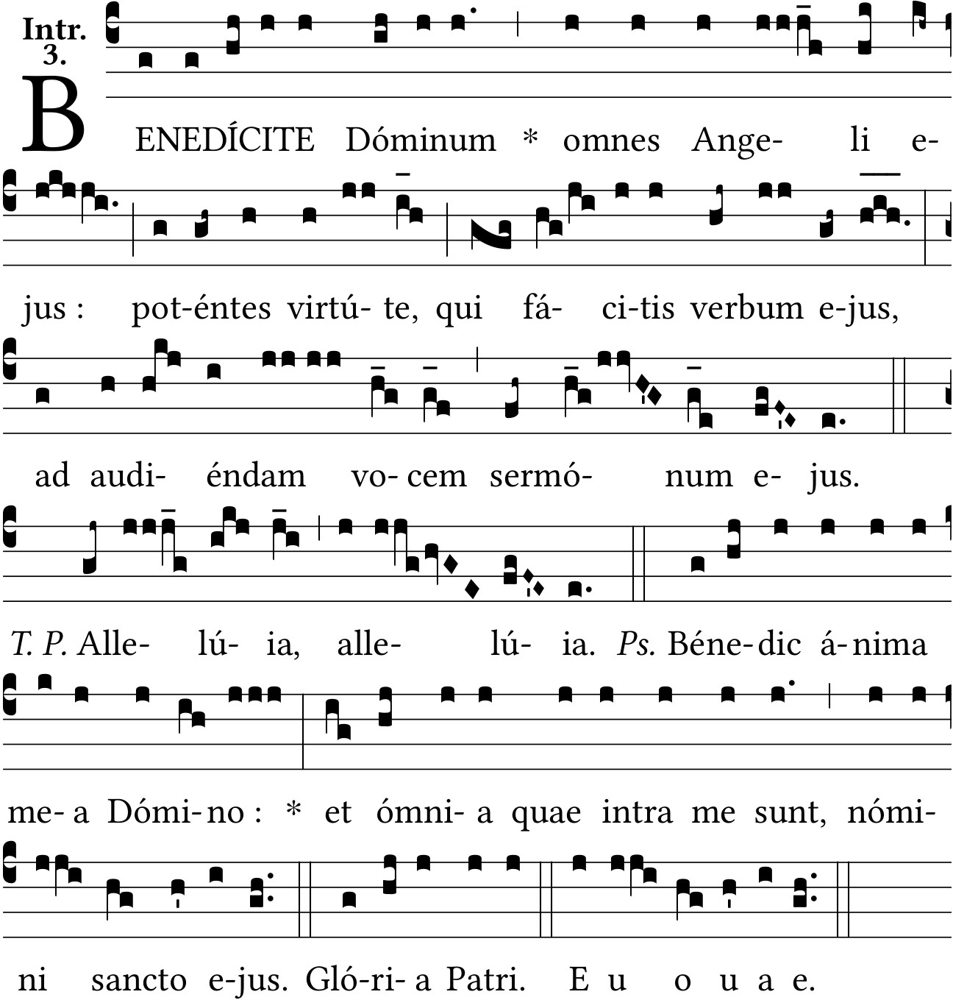 Intr.
3.
BENEDÍCITE Dóminum * omnes Ange- li e-
jus : pot-éntes virtú- te, qui fá- ci-tis verbum e-jus,
ad audi- éndam vo- cem sermó- num e- jus.
T. P. Alle- lú- ia, alle- lú- ia. Ps. Béne-dic á-nima
me- a Dómi-no : * et ómni- a quae intra me sunt, nómi-
ni sancto e-jus. Gló-ri- a Patri. E u o u a e.